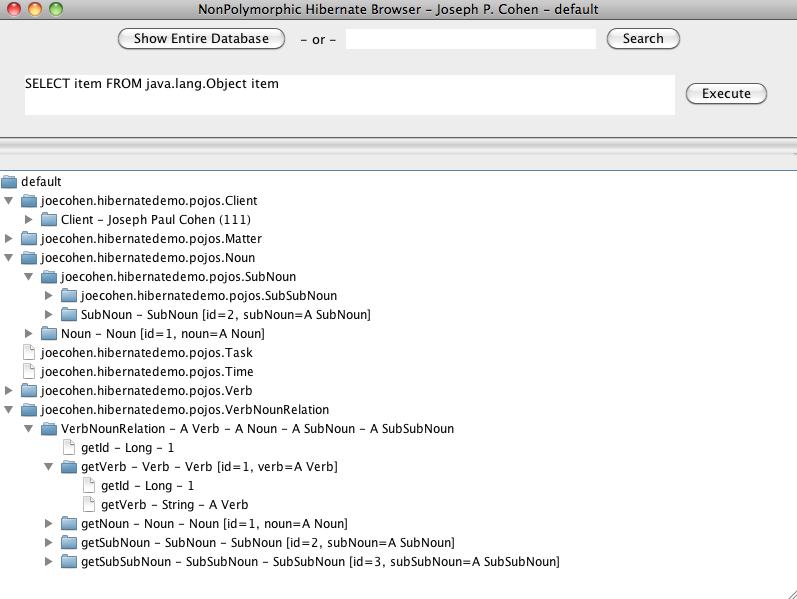 NonPolymorphic Hibernate Browser - Joseph P. Cohen - default
Show Entire Database - or - Search
SELECT item FROM java.lang.Object item
Execute
default
joecohen.hibernatedemo.pojos.Client
Client - Joseph Paul Cohen (111)
joecohen.hibernatedemo.pojos.Matter
joecohen.hibernatedemo.pojos.Noun
joecohen.hibernatedemo.pojos.SubNoun
joecohen.hibernatedemo.pojos.SubSubNoun
SubNoun - SubNoun [id=2, subNoun=A SubNoun]
Noun - Noun [id=1, noun=A Noun]
joecohen.hibernatedemo.pojos.Task
joecohen.hibernatedemo.pojos.Time
joecohen.hibernatedemo.pojos.Verb
joecohen.hibernatedemo.pojos.VerbNounRelation
VerbNounRelation - A Verb - A Noun - A SubNoun - A SubSubNoun
getId - Long - 1
getVerb - Verb - Verb [id=1, verb=A Verb]
getId - Long - 1
getVerb - String - A Verb
getNoun - Noun - Noun [id=1, noun=A Noun]
getSubNoun - SubNoun - SubNoun [id=2, subNoun=A SubNoun]
getSubSubNoun - SubSubNoun - SubSubNoun [id=3, subSubNoun=A SubSubNoun]